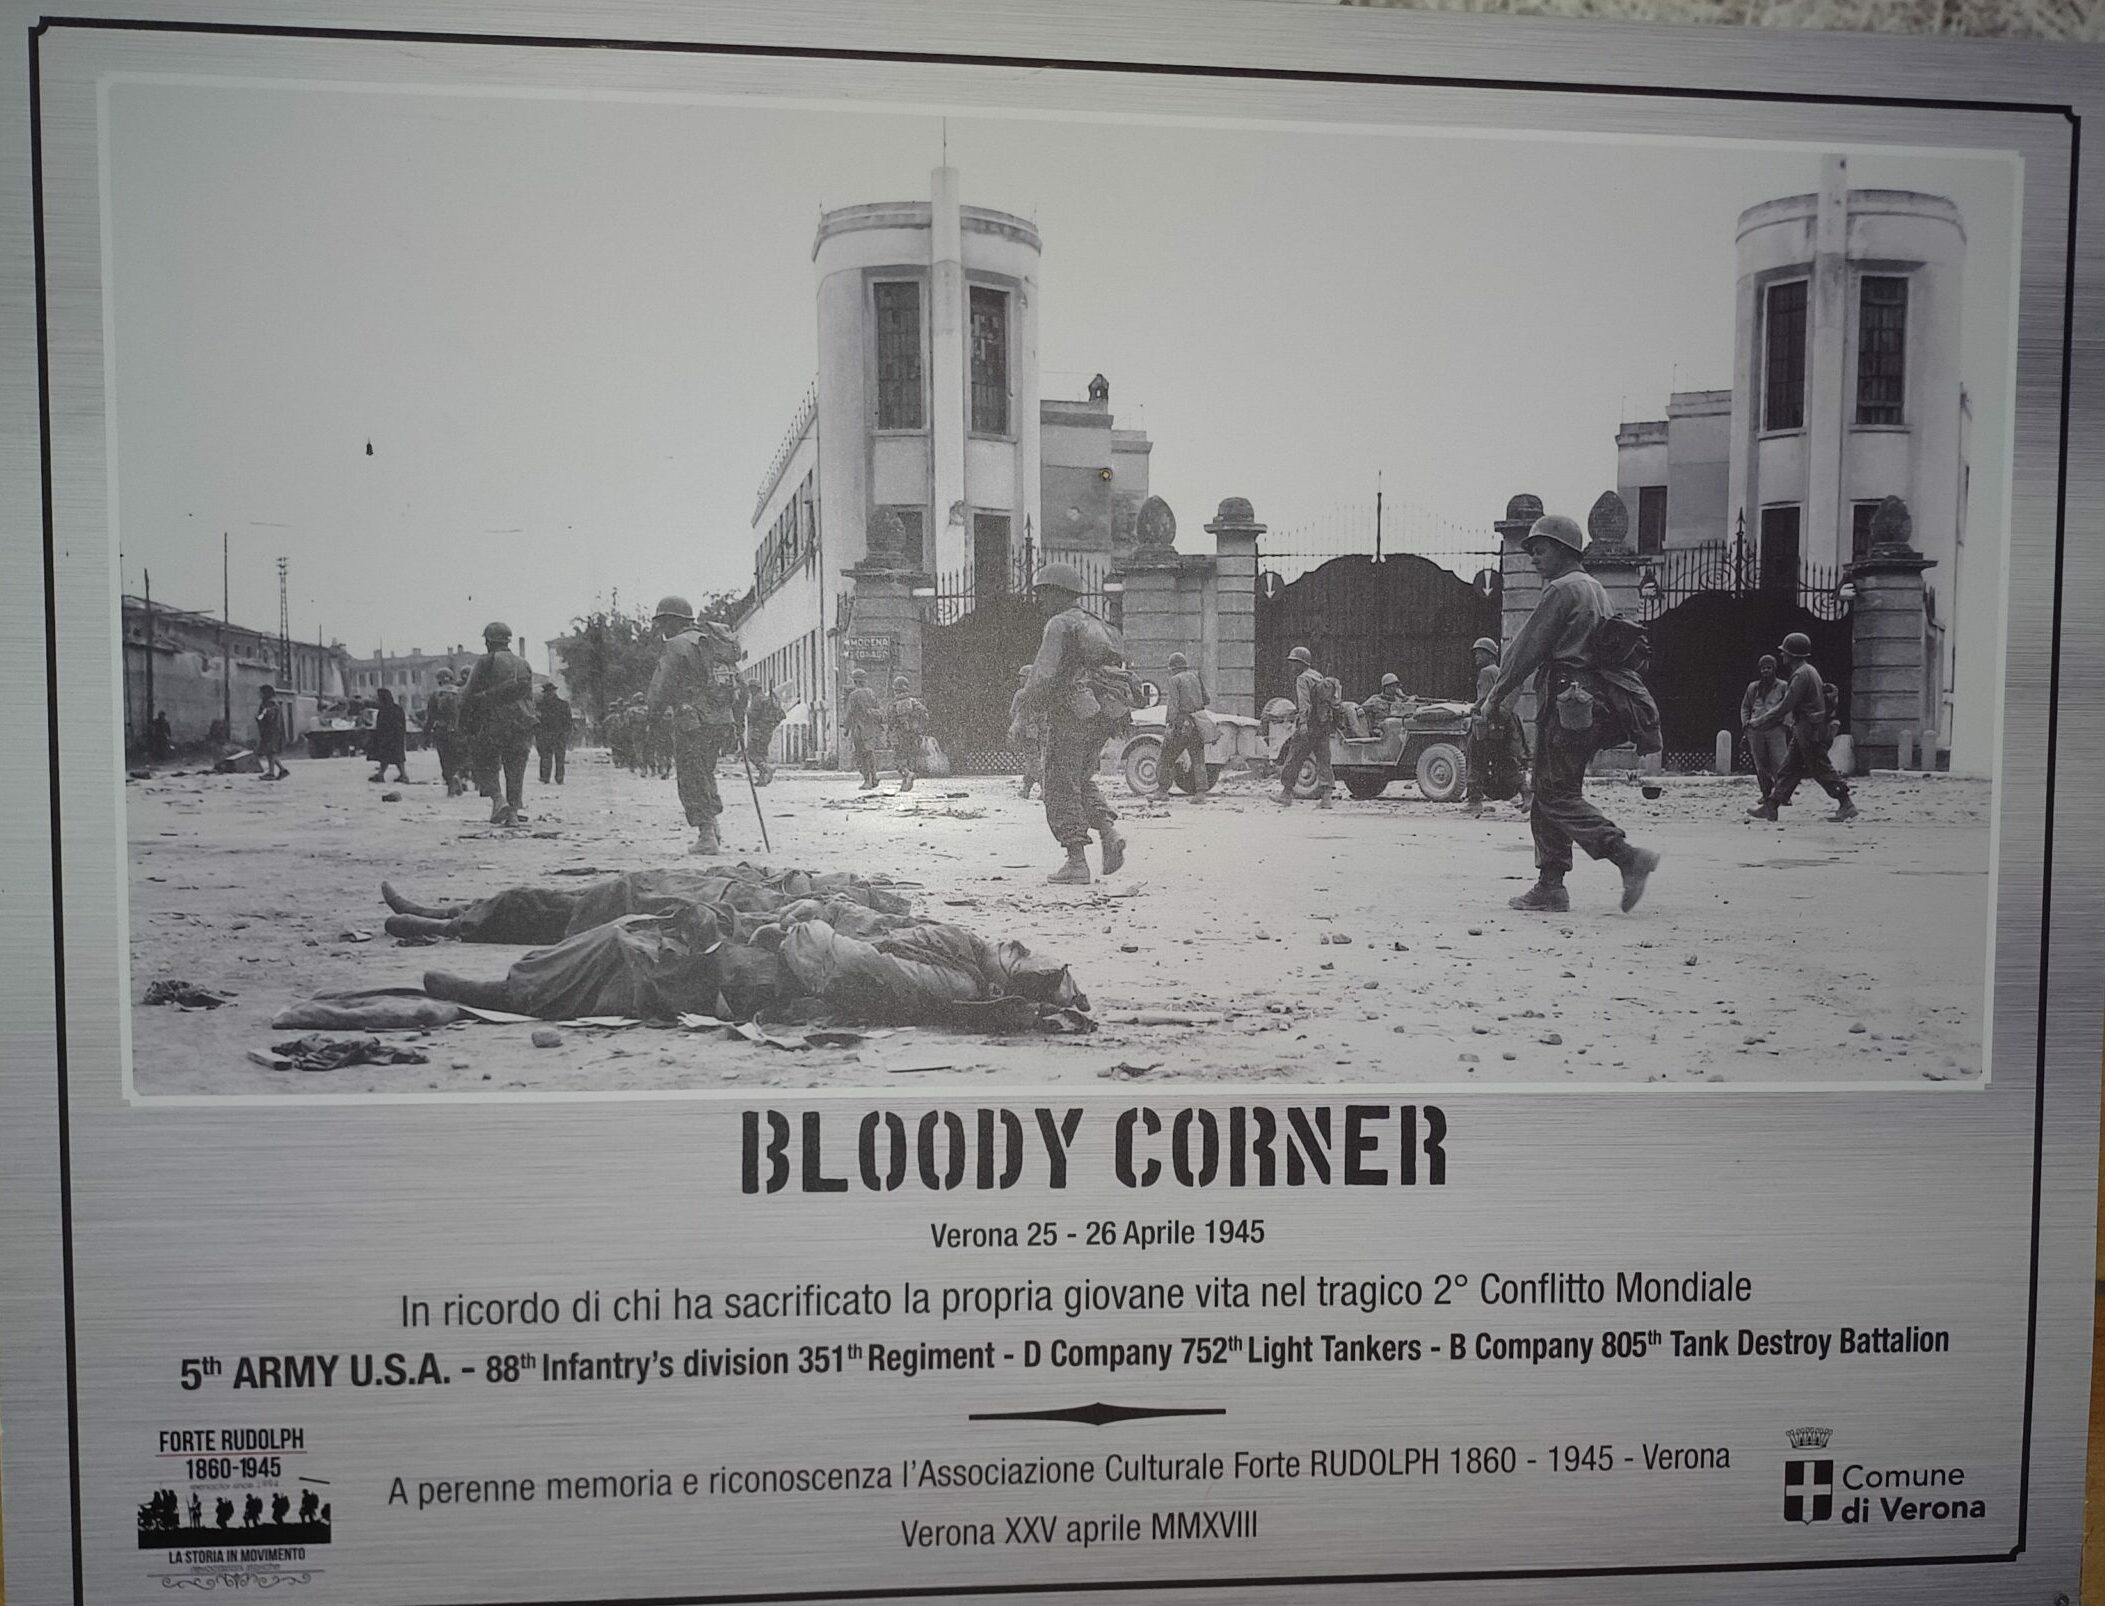 MODENA
LEGNAGO
BLOODY CORNER
Verona 25 - 26 Aprile 1945
In ricordo di chi ha sacrificato la propria giovane vita nel tragico 2° Conflitto Mondiale
5th ARMY U.S.A. - 88th Infantry's division 351th Regiment - D Company 752th Light Tankers - B Company 805th Tank Destroy Battalion
FORTE RUDOLPH
1860-1945
LA STORIA IN MOVIMENTO
A perenne memoria e riconoscenza l'Associazione Culturale Forte RUDOLPH 1860 - 1945 - Verona
Verona XXV aprile MMXVIII
Comune
di Verona